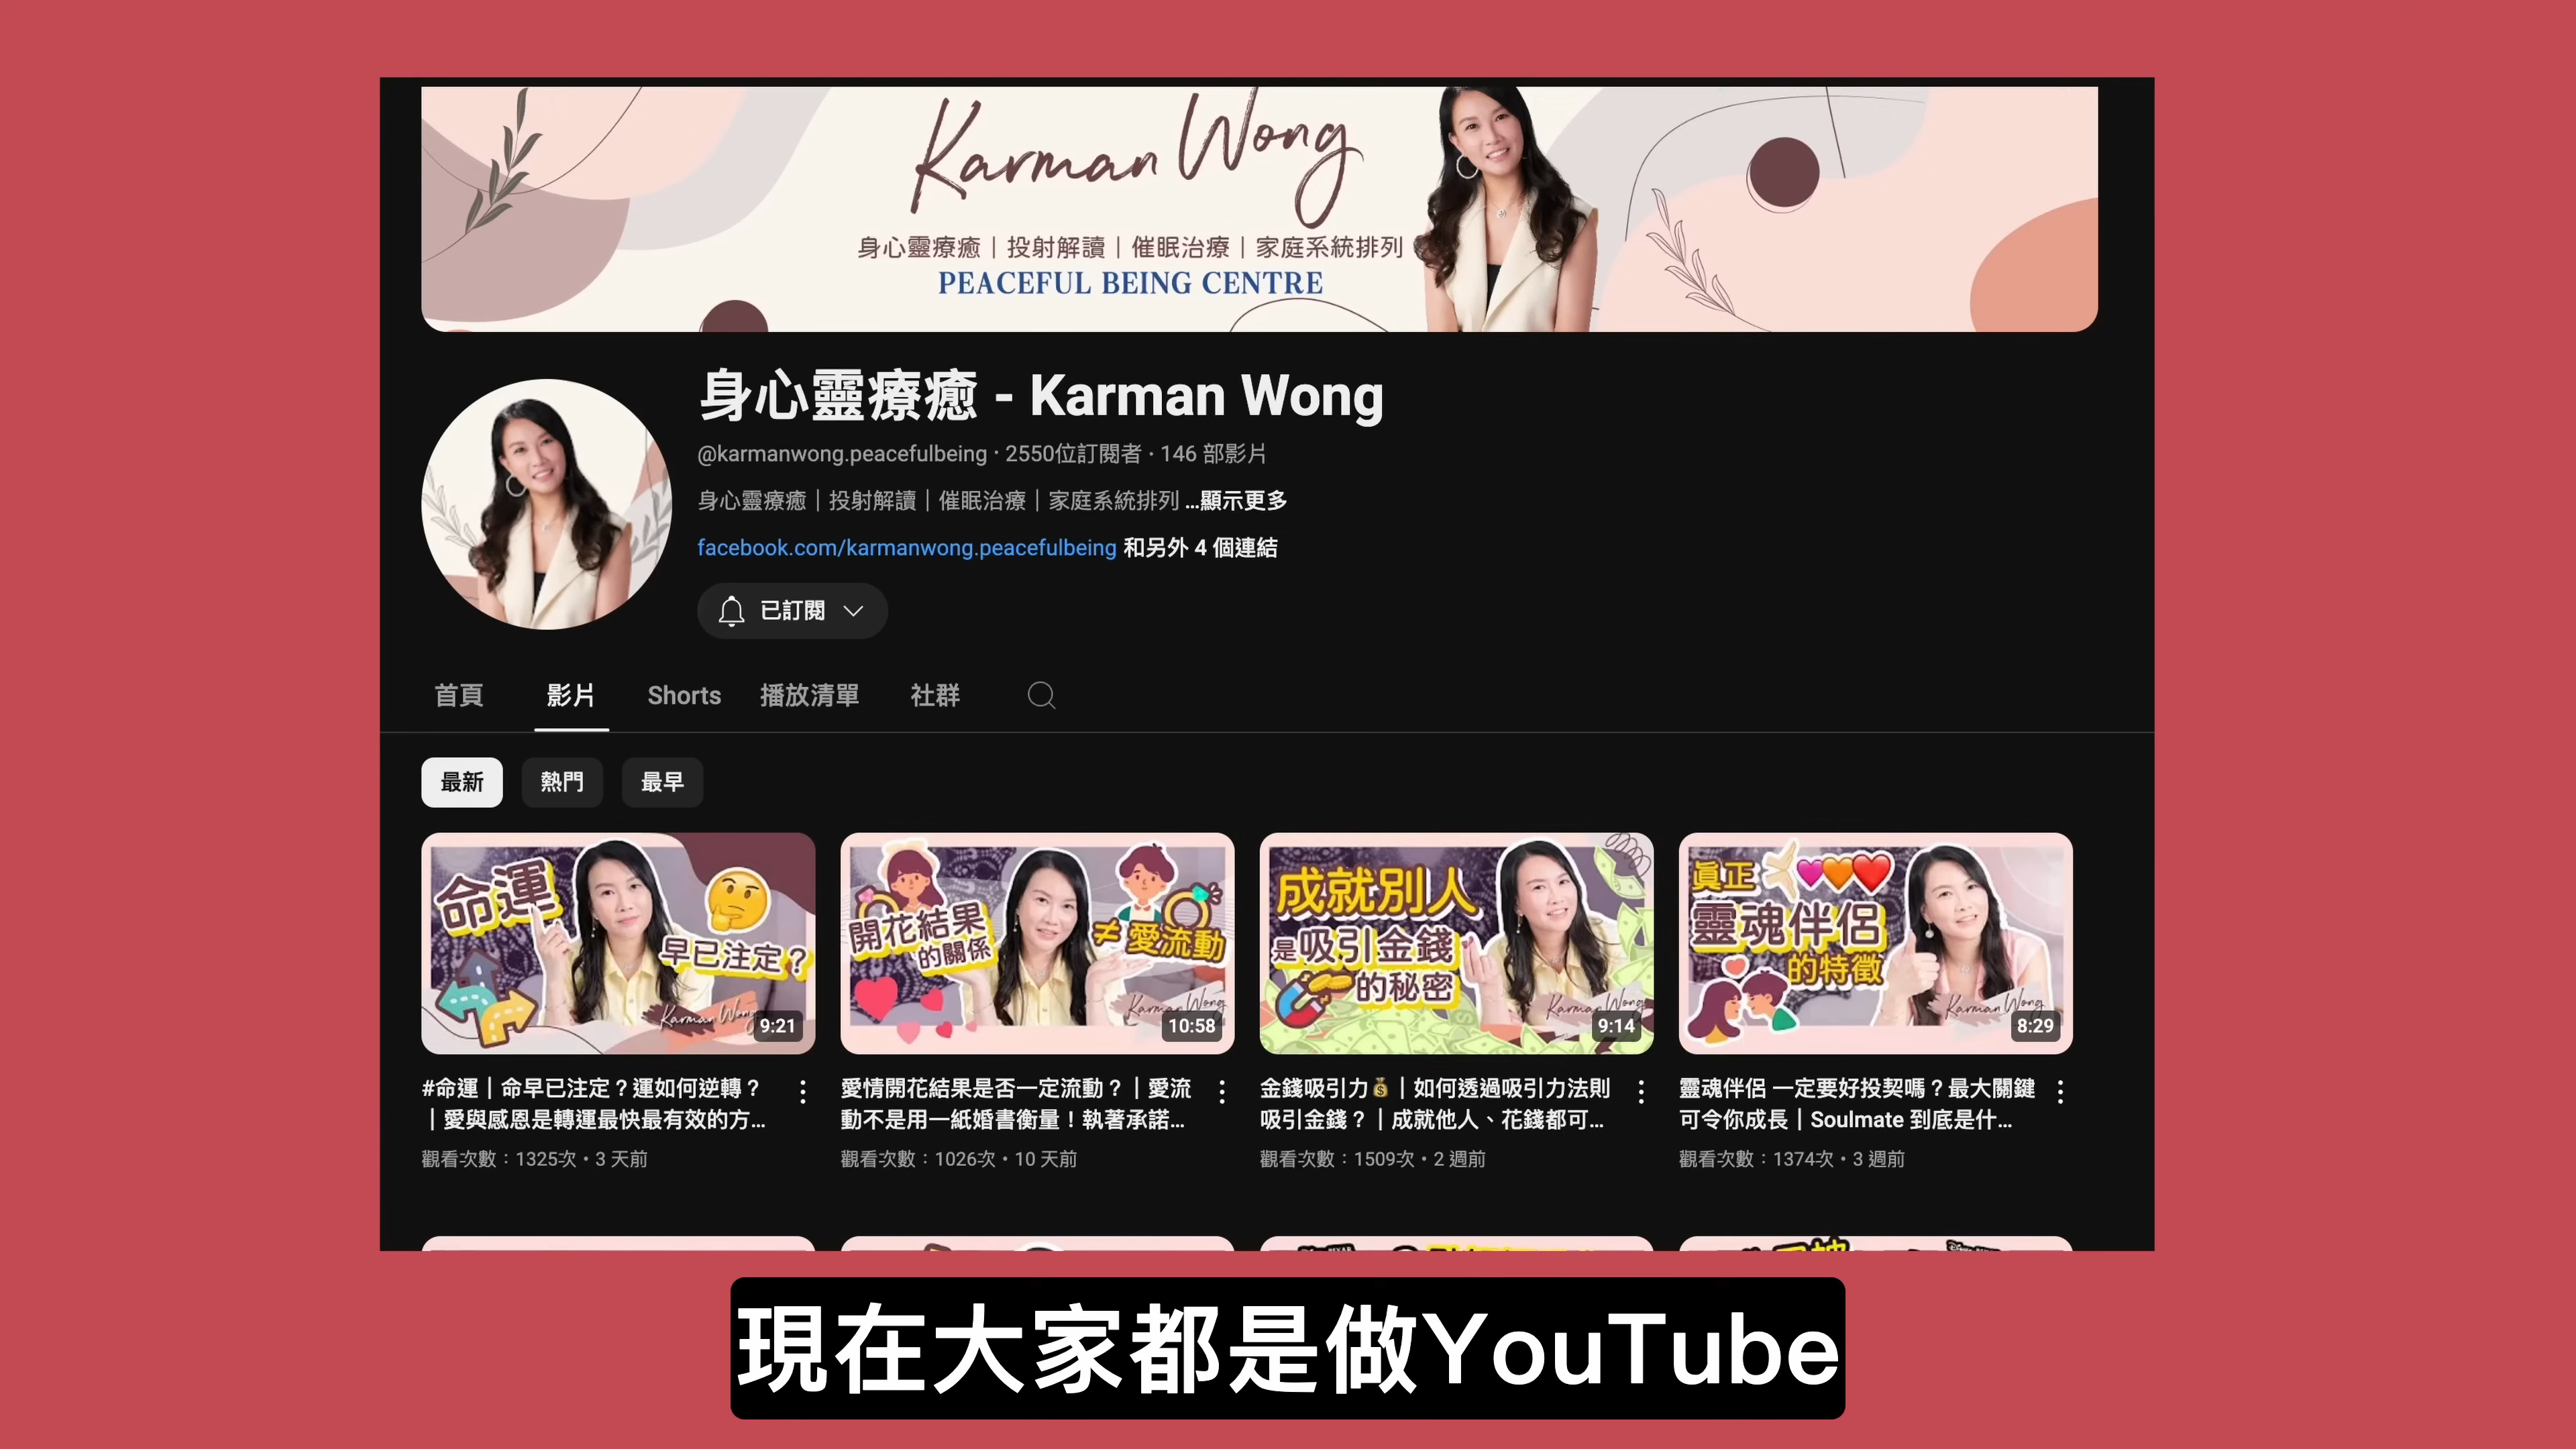 Karman Wong
身心靈療癒｜投射解讀｜催眠治療｜家庭系統排列
PEACEFUL BEING CENTRE
身心靈療癒 - Karman Wong
@karmanwong.peacefulbeing · 2550位訂閱者 · 146 部影片
身心靈療癒｜投射解讀｜催眠治療｜家庭系統排列 ...顯示更多
facebook.com/karmanwong.peacefulbeing 和另外 4 個連結
已訂閱
首頁 影片 Shorts 播放清單 社群
最新 熱門 最早
命運
早已注定？
Karman Wong
9:21
開花結果
的關係
≠ 愛流動
Karman Wong
10:58
成就別人
是吸引金錢
的秘密
Karman Wong
9:14
真正
靈魂伴侶
的特徵
Karman Wong
8:29
#命運｜命早已注定？運如何逆轉？
｜愛與感恩是轉運最快最有效的方...
觀看次數：1325次 · 3 天前
愛情開花結果是否一定流動？｜愛流
動不是用一紙婚書衡量！執著承諾...
觀看次數：1026次 · 10 天前
金錢吸引力💰｜如何透過吸引力法則
吸引金錢？｜成就他人、花錢都可...
觀看次數：1509次 · 2 週前
靈魂伴侶 一定要好投契嗎？最大關鍵
可令你成長｜Soulmate 到底是什...
觀看次數：1374次 · 3 週前
現在大家都是做YouTube